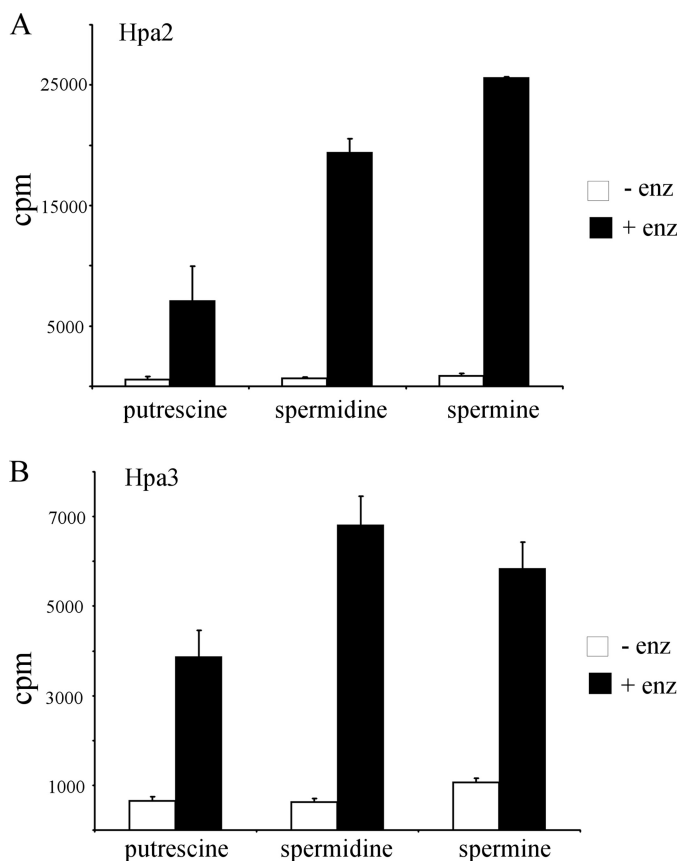 A
Hpa2
25000
15000
5000
cpm
- enz
+ enz
putrescine spermidine spermine
B
Hpa3
7000
5000
3000
1000
cpm
- enz
+ enz
putrescine spermidine spermine